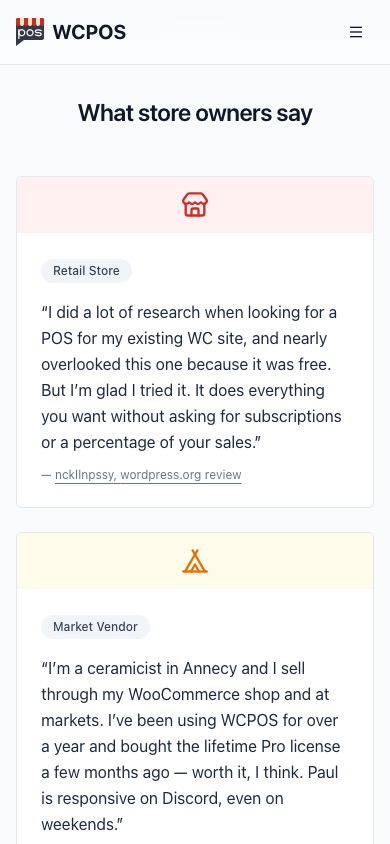 pos WCPOS
What store owners say
Retail Store
“I did a lot of research when looking for a
POS for my existing WC site, and nearly
overlooked this one because it was free.
But I’m glad I tried it. It does everything
you want without asking for subscriptions
or a percentage of your sales.”
— nckllnpssy, wordpress.org review
Market Vendor
“I’m a ceramicist in Annecy and I sell
through my WooCommerce shop and at
markets. I’ve been using WCPOS for over
a year and bought the lifetime Pro license
a few months ago — worth it, I think. Paul
is responsive on Discord, even on
weekends.”